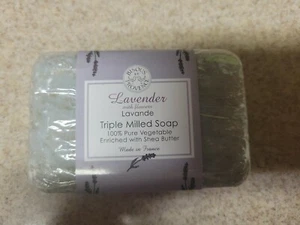 Lavender
with flowers
Lavande
Triple Milled Soap
100% Pure Vegetable
Enriched with Shea Butter
Made in France